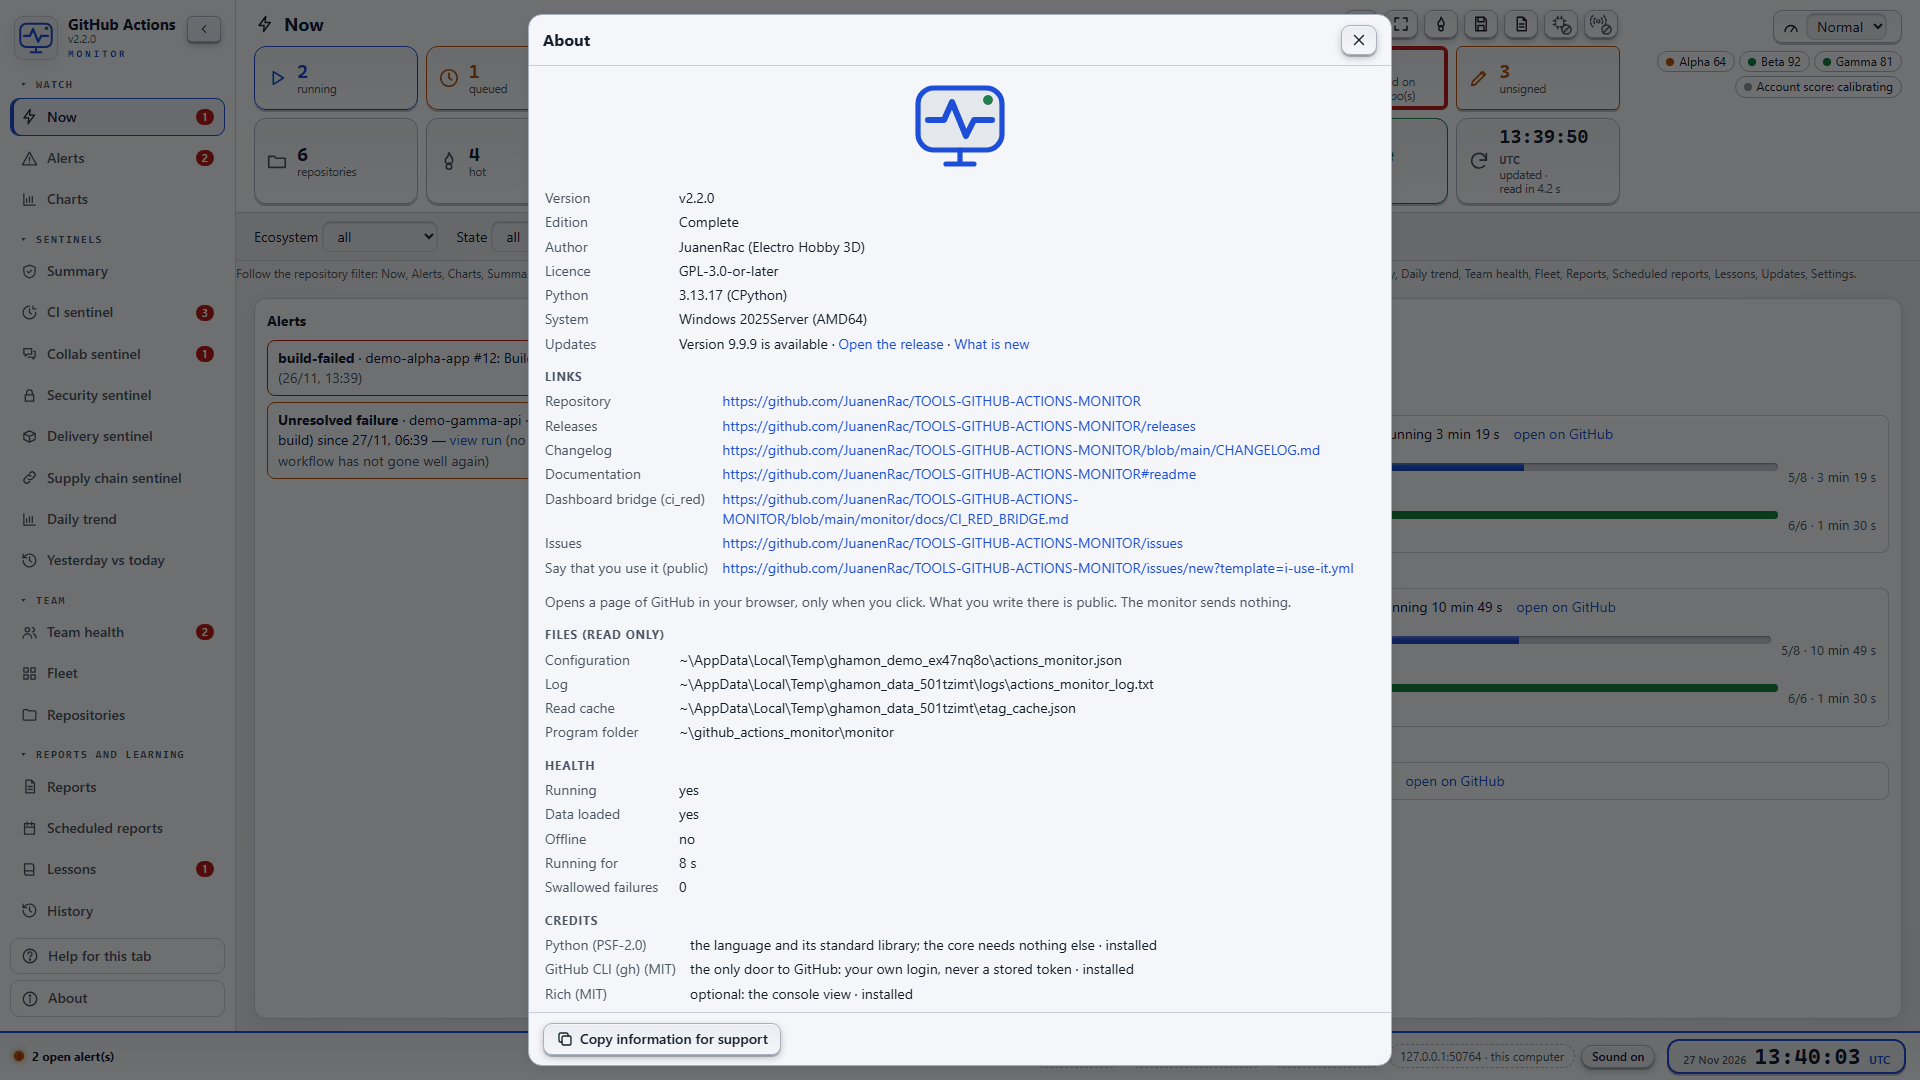 GitHub Actions
v2.2.0
MONITOR
WATCH
Now 1
Alerts 2
Charts
SENTINELS
Summary
CI sentinel 3
Collab sentinel 1
Security sentinel
Delivery sentinel
Supply chain sentinel
Daily trend
Yesterday vs today
TEAM
Team health 2
Fleet
Repositories
REPORTS AND LEARNING
Reports
Scheduled reports
Lessons 1
History
Help for this tab
About
2 open alert(s)
Now
2
running
1
queued
6
repositories
4
hot
Ecosystem all State all
Follow the repository filter: Now, Alerts, Charts, Summa
Alerts
build-failed · demo-alpha-app #12: Buil
(26/11, 13:39)
Unresolved failure · demo-gamma-api ·
build) since 27/11, 06:39 — view run (no
workflow has not gone well again)
About
Version v2.2.0
Edition Complete
Author JuanenRac (Electro Hobby 3D)
Licence GPL-3.0-or-later
Python 3.13.17 (CPython)
System Windows 2025Server (AMD64)
Updates Version 9.9.9 is available · Open the release · What is new
LINKS
Repository https://github.com/JuanenRac/TOOLS-GITHUB-ACTIONS-MONITOR
Releases https://github.com/JuanenRac/TOOLS-GITHUB-ACTIONS-MONITOR/releases
Changelog https://github.com/JuanenRac/TOOLS-GITHUB-ACTIONS-MONITOR/blob/main/CHANGELOG.md
Documentation https://github.com/JuanenRac/TOOLS-GITHUB-ACTIONS-MONITOR#readme
Dashboard bridge (ci_red) https://github.com/JuanenRac/TOOLS-GITHUB-ACTIONS-
MONITOR/blob/main/monitor/docs/CI_RED_BRIDGE.md
Issues https://github.com/JuanenRac/TOOLS-GITHUB-ACTIONS-MONITOR/issues
Say that you use it (public) https://github.com/JuanenRac/TOOLS-GITHUB-ACTIONS-MONITOR/issues/new?template=i-use-it.yml
Opens a page of GitHub in your browser, only when you click. What you write there is public. The monitor sends nothing.
FILES (READ ONLY)
Configuration ~\AppData\Local\Temp\ghamon_demo_ex47nq8o\actions_monitor.json
Log ~\AppData\Local\Temp\ghamon_data_501tzimt\logs\actions_monitor_log.txt
Read cache ~\AppData\Local\Temp\ghamon_data_501tzimt\etag_cache.json
Program folder ~\github_actions_monitor\monitor
HEALTH
Running yes
Data loaded yes
Offline no
Running for 8 s
Swallowed failures 0
CREDITS
Python (PSF-2.0) the language and its standard library; the core needs nothing else · installed
GitHub CLI (gh) (MIT) the only door to GitHub: your own login, never a stored token · installed
Rich (MIT) optional: the console view · installed
Copy information for support
Normal
d on
po(s)
3
unsigned
13:39:50
UTC
updated ·
read in 4.2 s
Alpha 64 Beta 92 Gamma 81
Account score: calibrating
, Daily trend, Team health, Fleet, Reports, Scheduled reports, Lessons, Updates, Settings.
unning 3 min 19 s open on GitHub
5/8 · 3 min 19 s
6/6 · 1 min 30 s
nning 10 min 49 s open on GitHub
5/8 · 10 min 49 s
6/6 · 1 min 30 s
open on GitHub
127.0.0.1:50764 · this computer Sound on 27 Nov 2026 13:40:03 UTC